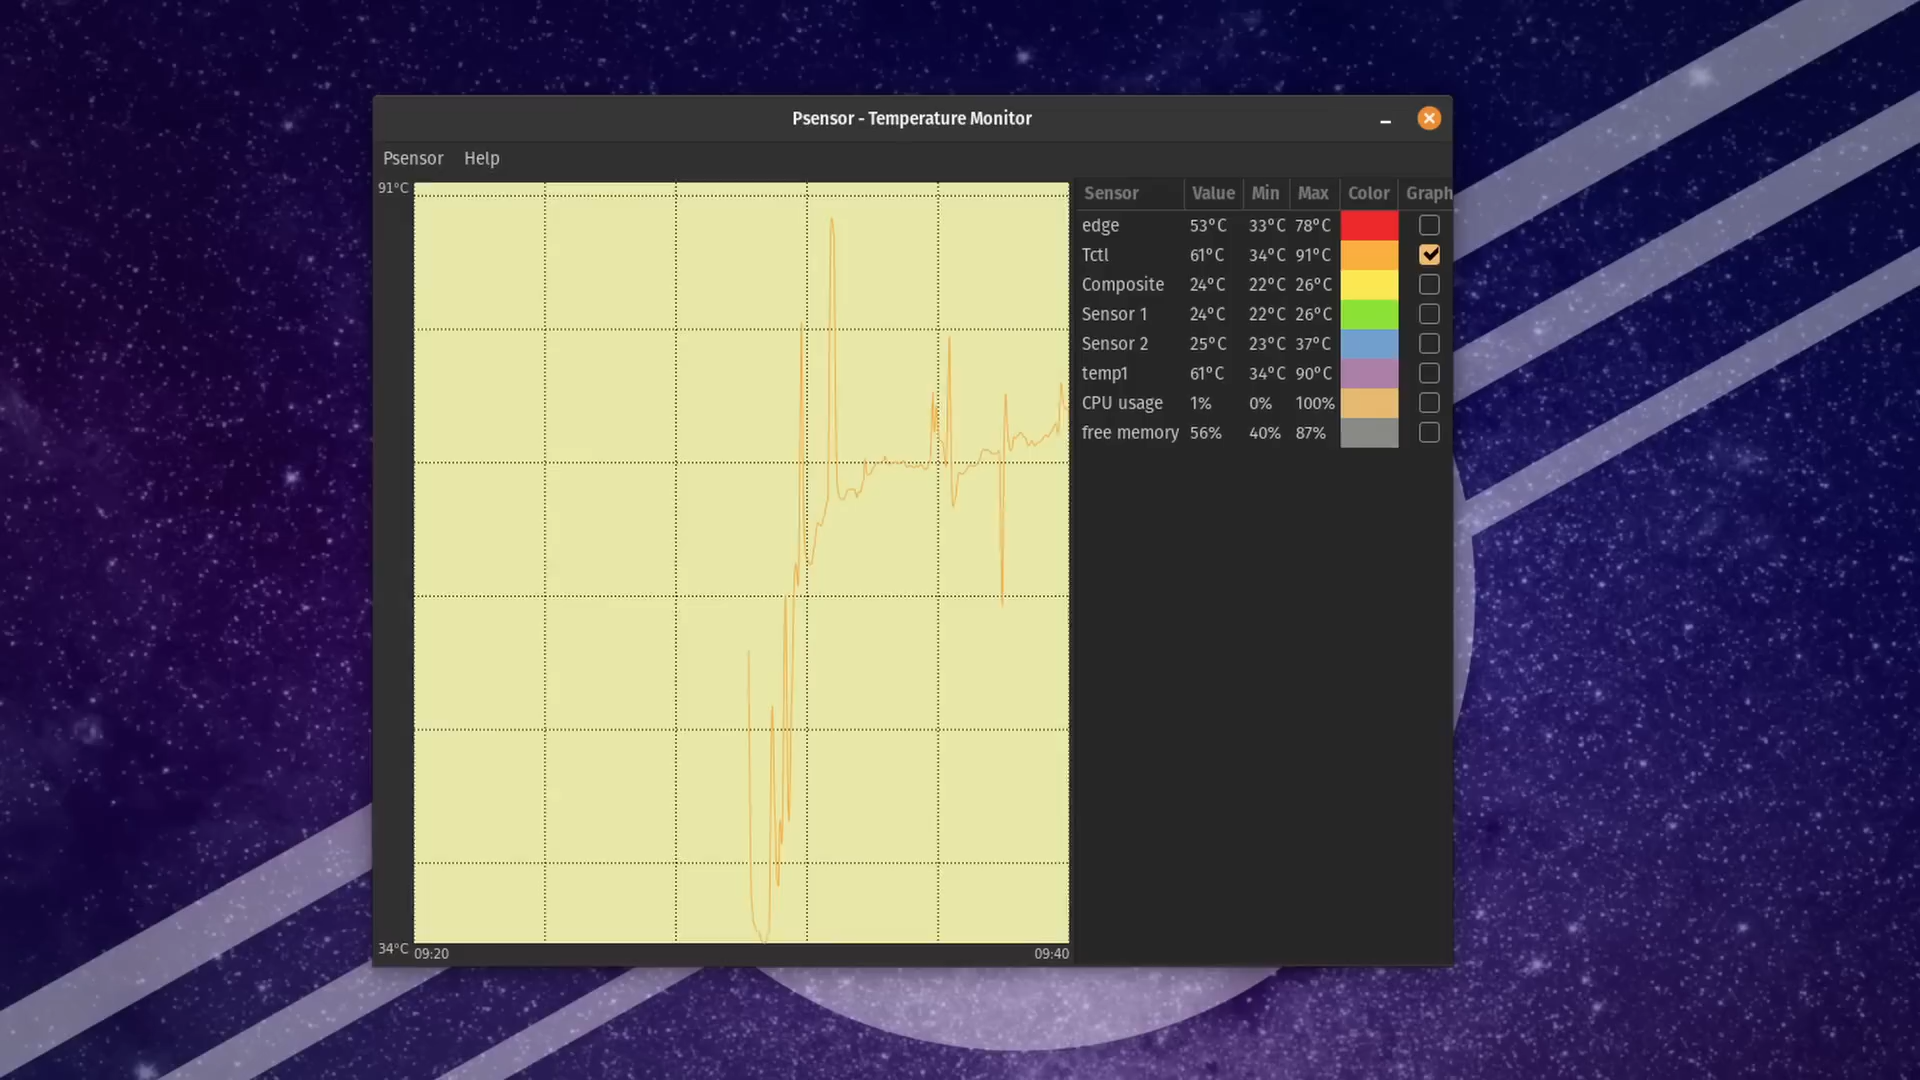 Psensor - Temperature Monitor
Psensor Help
91°C
34°C
09:20 09:40
Sensor Value Min Max Color Graph
edge 53°C 33°C 78°C
Tctl 61°C 34°C 91°C
Composite 24°C 22°C 26°C
Sensor 1 24°C 22°C 26°C
Sensor 2 25°C 23°C 37°C
temp1 61°C 34°C 90°C
CPU usage 1% 0% 100%
free memory 56% 40% 87%